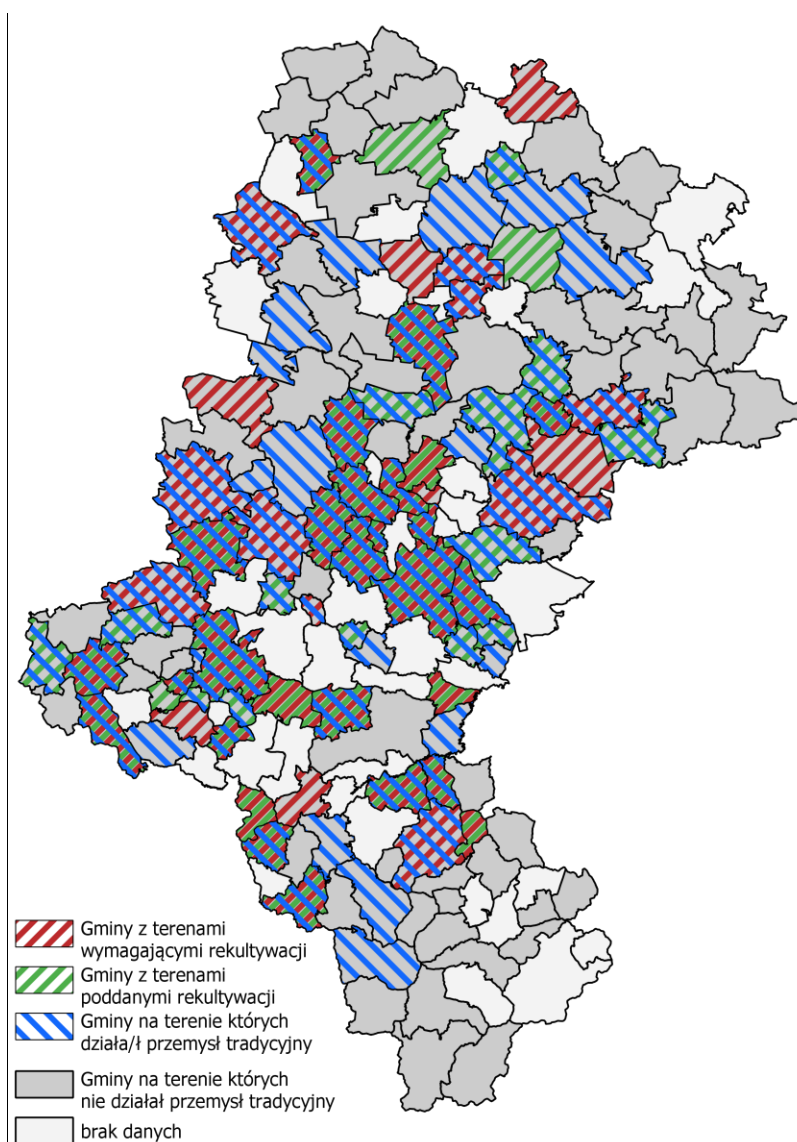 Gminy z terenami
wymagającymi rekultywacji
Gminy z terenami
poddanymi rekultywacji
Gminy na terenie których
działa/ł przemysł tradycyjny
Gminy na terenie których
nie działał przemysł tradycyjny
brak danych